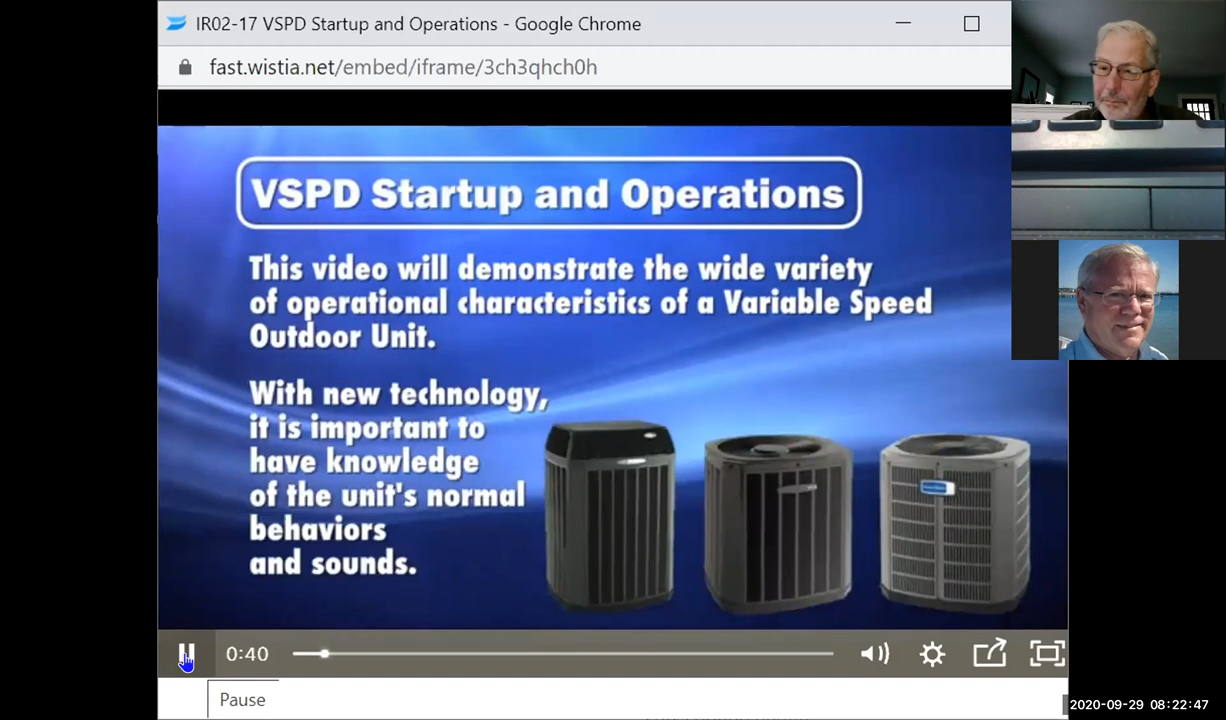 IR02-17 VSPD Startup and Operations - Google Chrome
fast.wistia.net/embed/iframe/3ch3qhch0h
VSPD Startup and Operations
This video will demonstrate the wide variety
of operational characteristics of a Variable Speed
Outdoor Unit.
With new technology,
it is important to
have knowledge
of the unit's normal
behaviors
and sounds.
0:40
Pause
2020-09-29 08:22:47